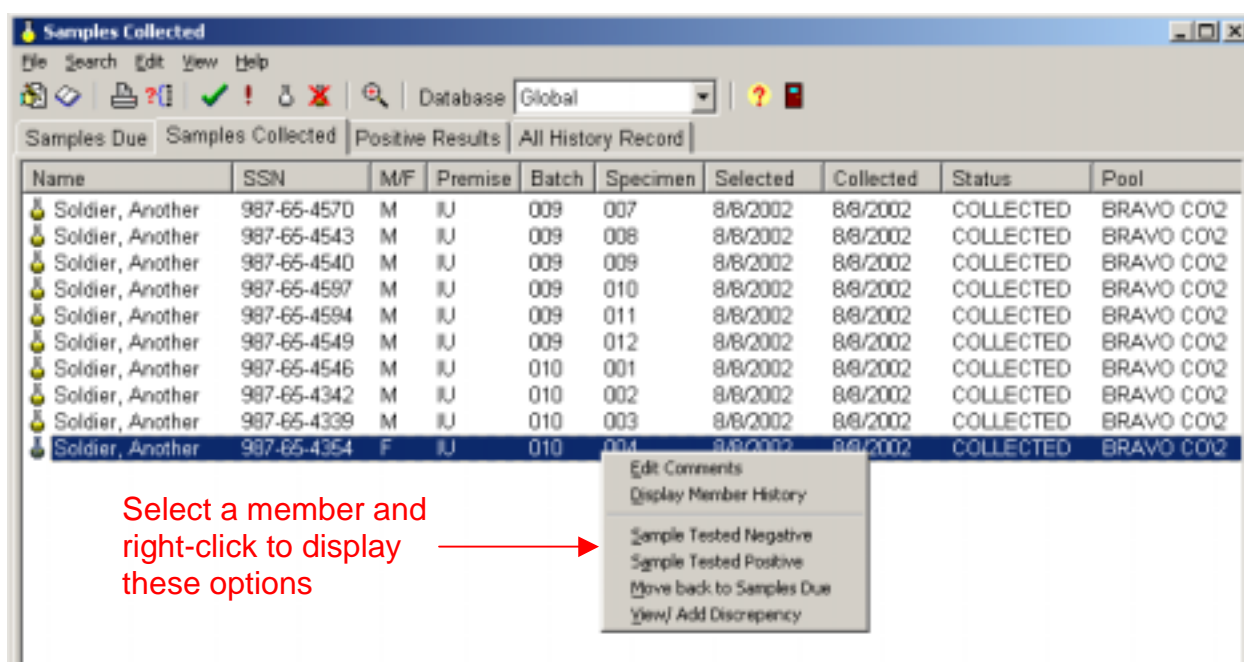 Samples Collected
File Search Edit View Help
Database Global
Samples Due Samples Collected Positive Results All History Record
Name SSN M/F Premise Batch Specimen Selected Collected Status Pool
Soldier, Another 987-65-4570 M IU 009 007 8/8/2002 8/8/2002 COLLECTED BRAVO CO\2
Soldier, Another 987-65-4543 M IU 009 008 8/8/2002 8/8/2002 COLLECTED BRAVO CO\2
Soldier, Another 987-65-4540 M IU 009 009 8/8/2002 8/8/2002 COLLECTED BRAVO CO\2
Soldier, Another 987-65-4597 M IU 009 010 8/8/2002 8/8/2002 COLLECTED BRAVO CO\2
Soldier, Another 987-65-4594 M IU 009 011 8/8/2002 8/8/2002 COLLECTED BRAVO CO\2
Soldier, Another 987-65-4549 M IU 009 012 8/8/2002 8/8/2002 COLLECTED BRAVO CO\2
Soldier, Another 987-65-4546 M IU 010 001 8/8/2002 8/8/2002 COLLECTED BRAVO CO\2
Soldier, Another 987-65-4342 M IU 010 002 8/8/2002 8/8/2002 COLLECTED BRAVO CO\2
Soldier, Another 987-65-4339 M IU 010 003 8/8/2002 8/8/2002 COLLECTED BRAVO CO\2
Soldier, Another 987-65-4354 F IU 010 004 8/8/2002 8/8/2002 COLLECTED BRAVO CO\2
Edit Comments
Display Member History
Sample Tested Negative
Sample Tested Positive
Move back to Samples Due
View/ Add Discrepency
Select a member and
right-click to display
these options